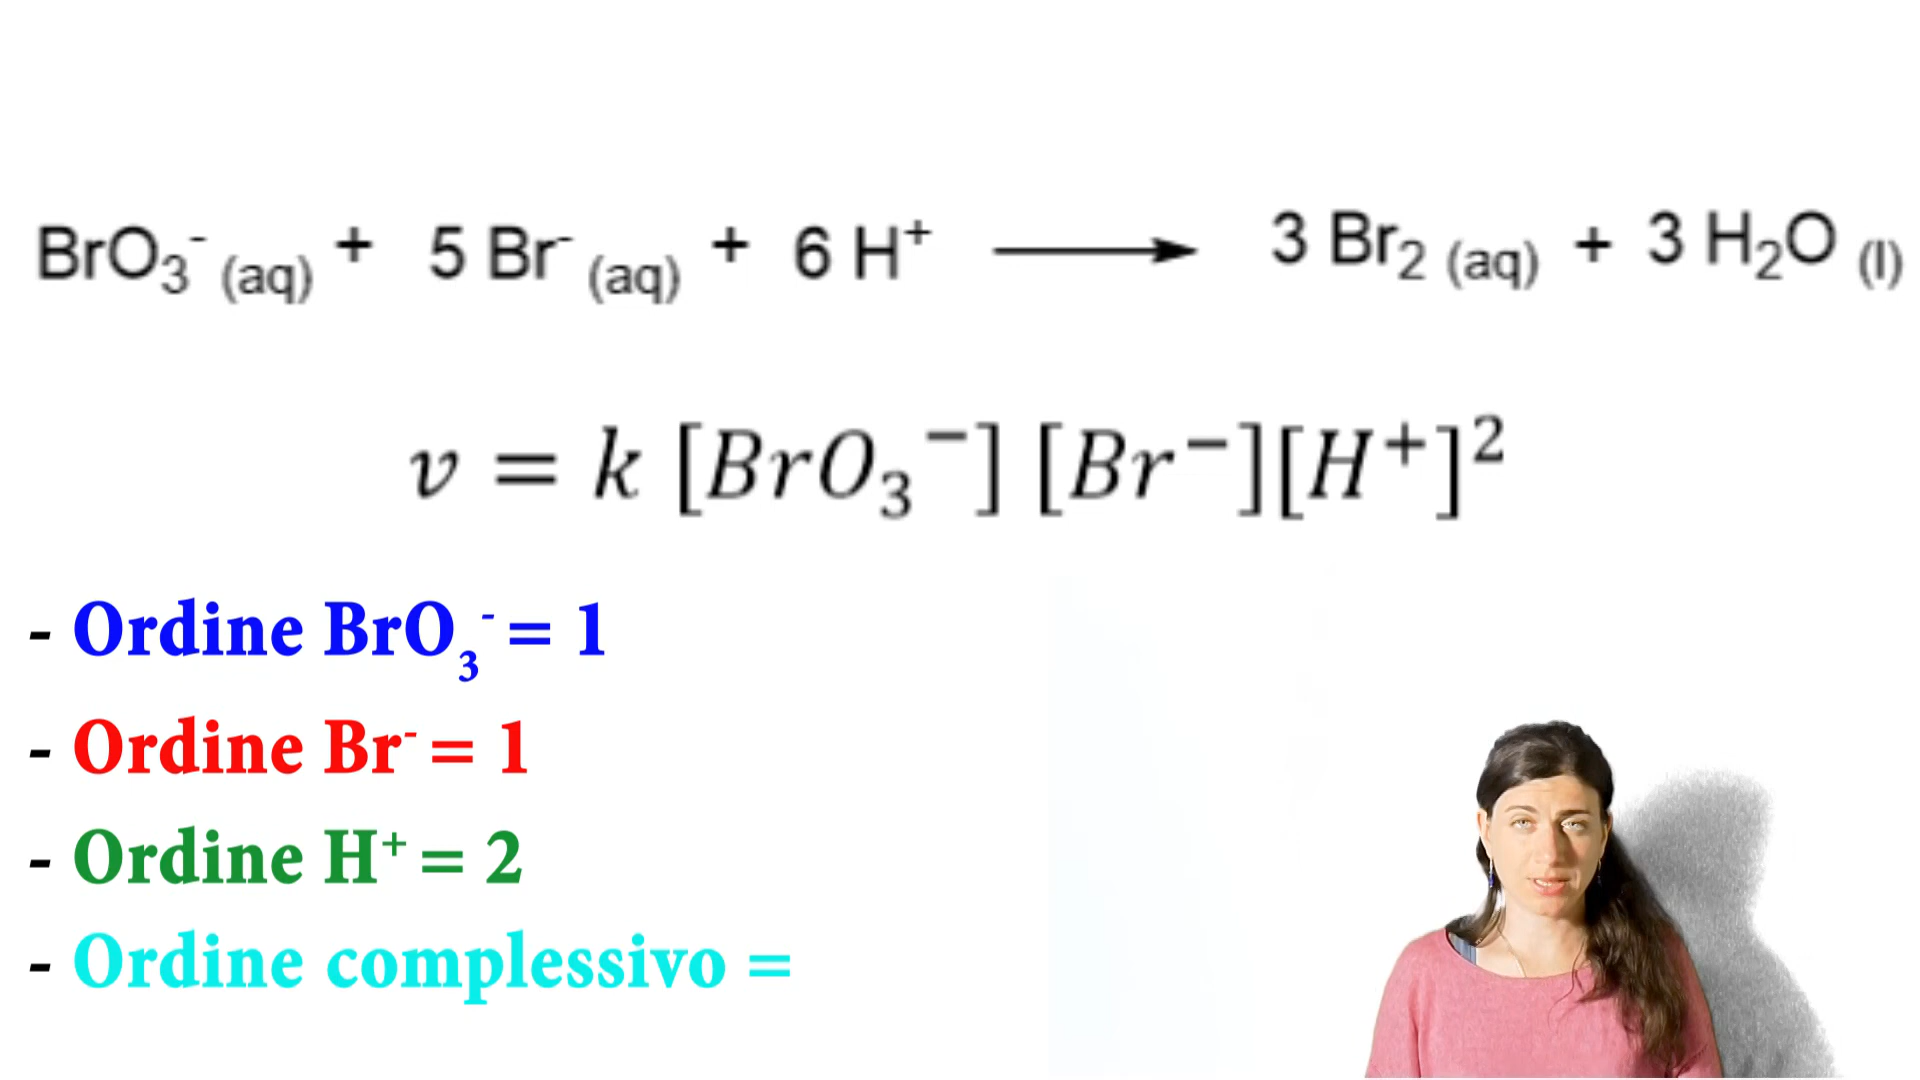 BrO₃⁻ (aq) + 5 Br⁻ (aq) + 6 H⁺ ⟶ 3 Br₂ (aq) + 3 H₂O (l)
v = k [BrO₃⁻] [Br⁻][H⁺]²
- Ordine BrO₃⁻ = 1
- Ordine Br⁻ = 1
- Ordine H⁺ = 2
- Ordine complessivo =